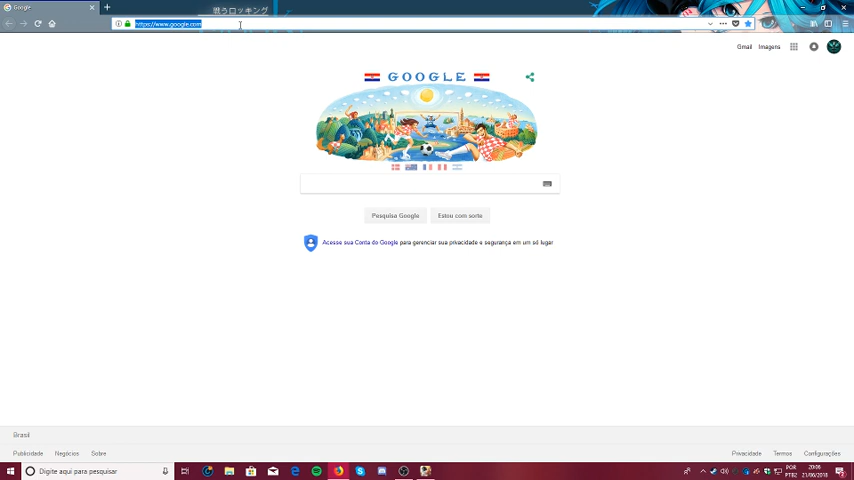 Google
戦うロッキング
https://www.google.com
Gmail Imagens
GOOGLE
Pesquisa Google Estou com sorte
Acesse sua Conta do Google para gerenciar sua privacidade e segurança em um só lugar
Brasil
Publicidade Negócios Sobre Privacidade Termos Configurações
Digite aqui para pesquisar
POR 20:06
PTB2 21/06/2018